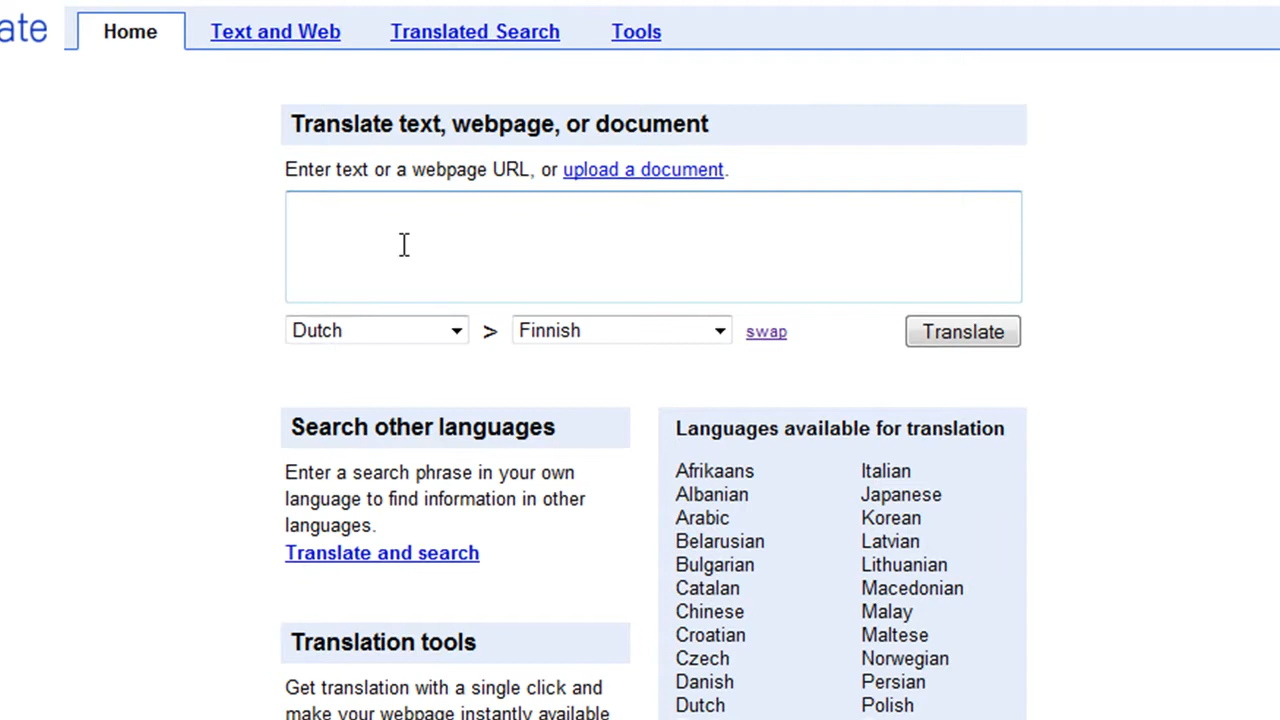 ate
Home Text and Web Translated Search Tools
Translate text, webpage, or document
Enter text or a webpage URL, or upload a document.
Dutch > Finnish swap Translate
Search other languages
Enter a search phrase in your own
language to find information in other
languages.
Translate and search
Translation tools
Get translation with a single click and
make your webpage instantly available
Languages available for translation
Afrikaans Italian
Albanian Japanese
Arabic Korean
Belarusian Latvian
Bulgarian Lithuanian
Catalan Macedonian
Chinese Malay
Croatian Maltese
Czech Norwegian
Danish Persian
Dutch Polish